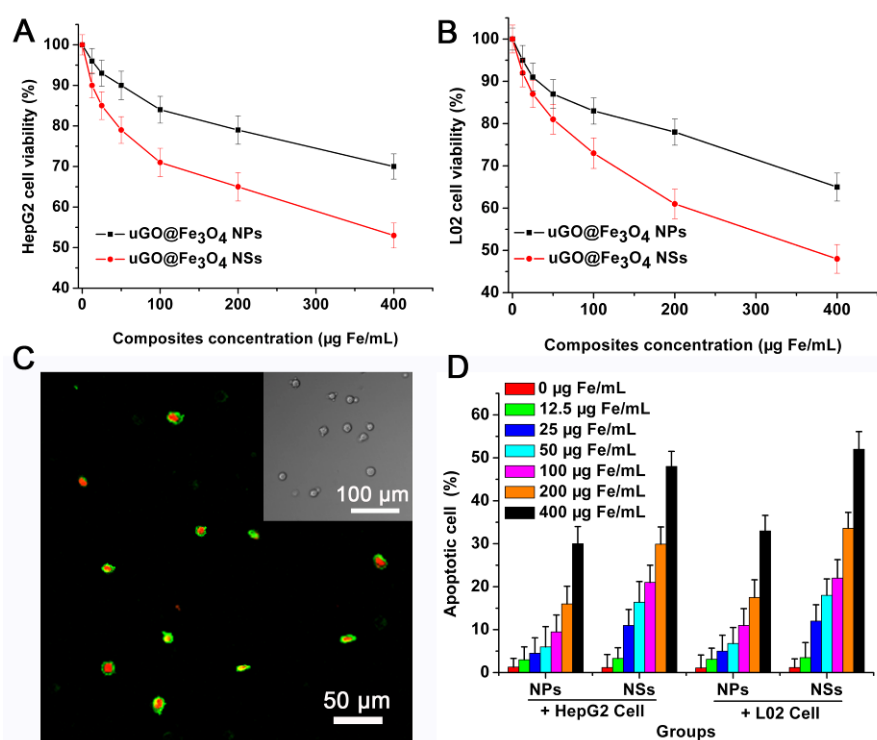 A
HepG2 cell viability (%)
100
90
80
70
60
50
40
uGO@Fe₃O₄ NPs
uGO@Fe₃O₄ NSs
0 100 200 300 400
Composites concentration (µg Fe/mL)
B
L02 cell viability (%)
100
90
80
70
60
50
40
uGO@Fe₃O₄ NPs
uGO@Fe₃O₄ NSs
0 100 200 300 400
Composites concentration (µg Fe/mL)
C
100 µm
50 µm
D
Apoptotic cell (%)
60
50
40
30
20
10
0
0 µg Fe/mL
12.5 µg Fe/mL
25 µg Fe/mL
50 µg Fe/mL
100 µg Fe/mL
200 µg Fe/mL
400 µg Fe/mL
NPs NSs NPs NSs
+ HepG2 Cell + L02 Cell
Groups